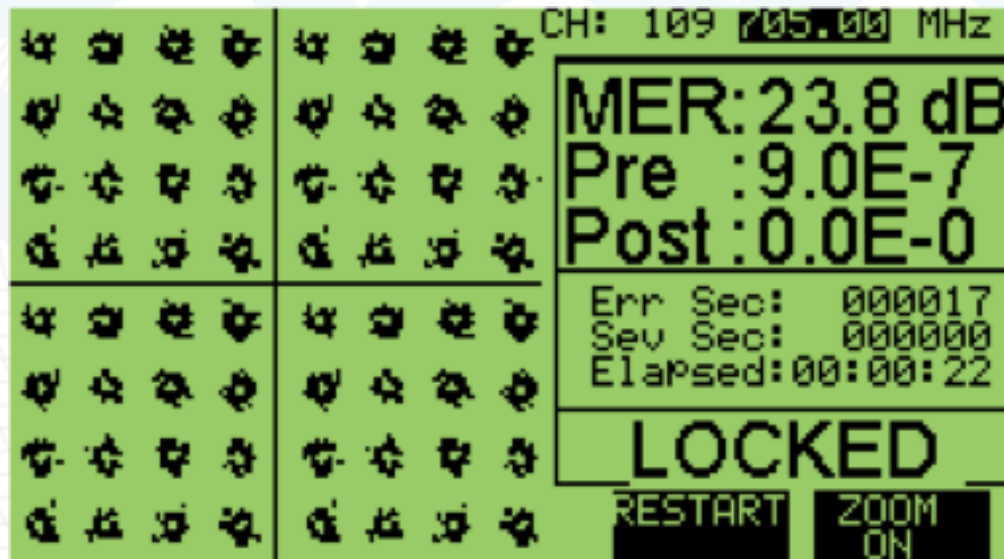 CH: 109 705.00 MHz
MER:23.8 dB
Pre :9.0E-7
Post :0.0E-0
Err Sec: 000017
Sev Sec: 000000
Elapsed:00:00:22
LOCKED
RESTART ZOOM
ON